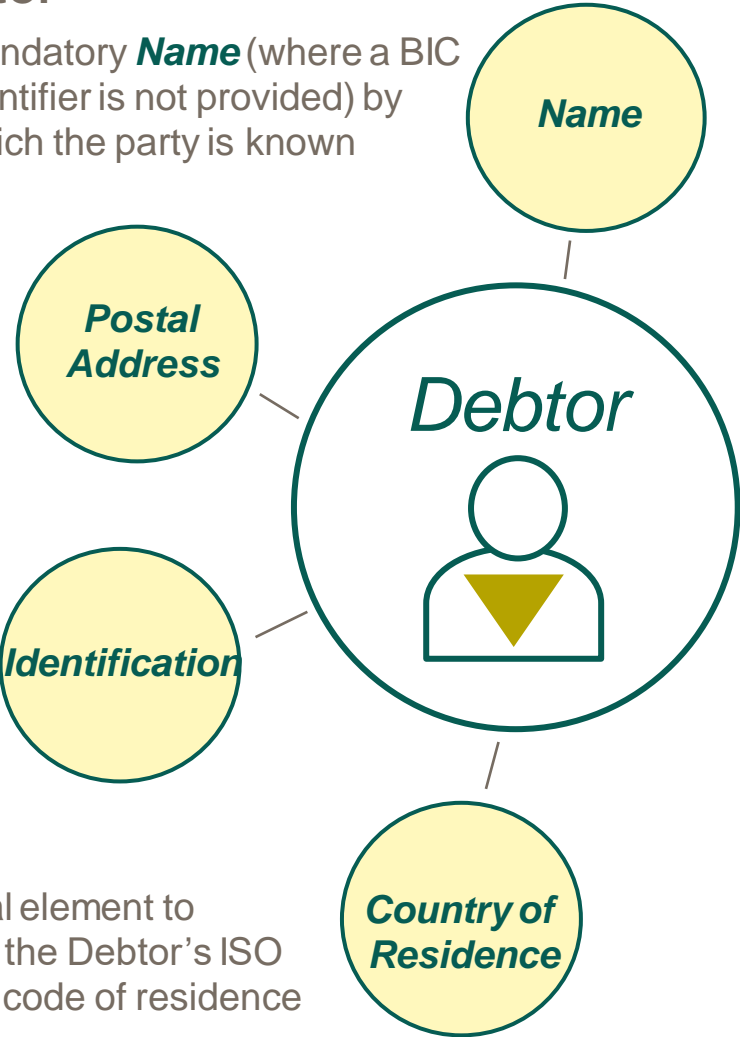 ndatory Name (where a BIC
ntifier is not provided) by
ich the party is known
Name
Postal
Address
Debtor
Identification
Country of
Residence
al element to
the Debtor's ISO
code of residence